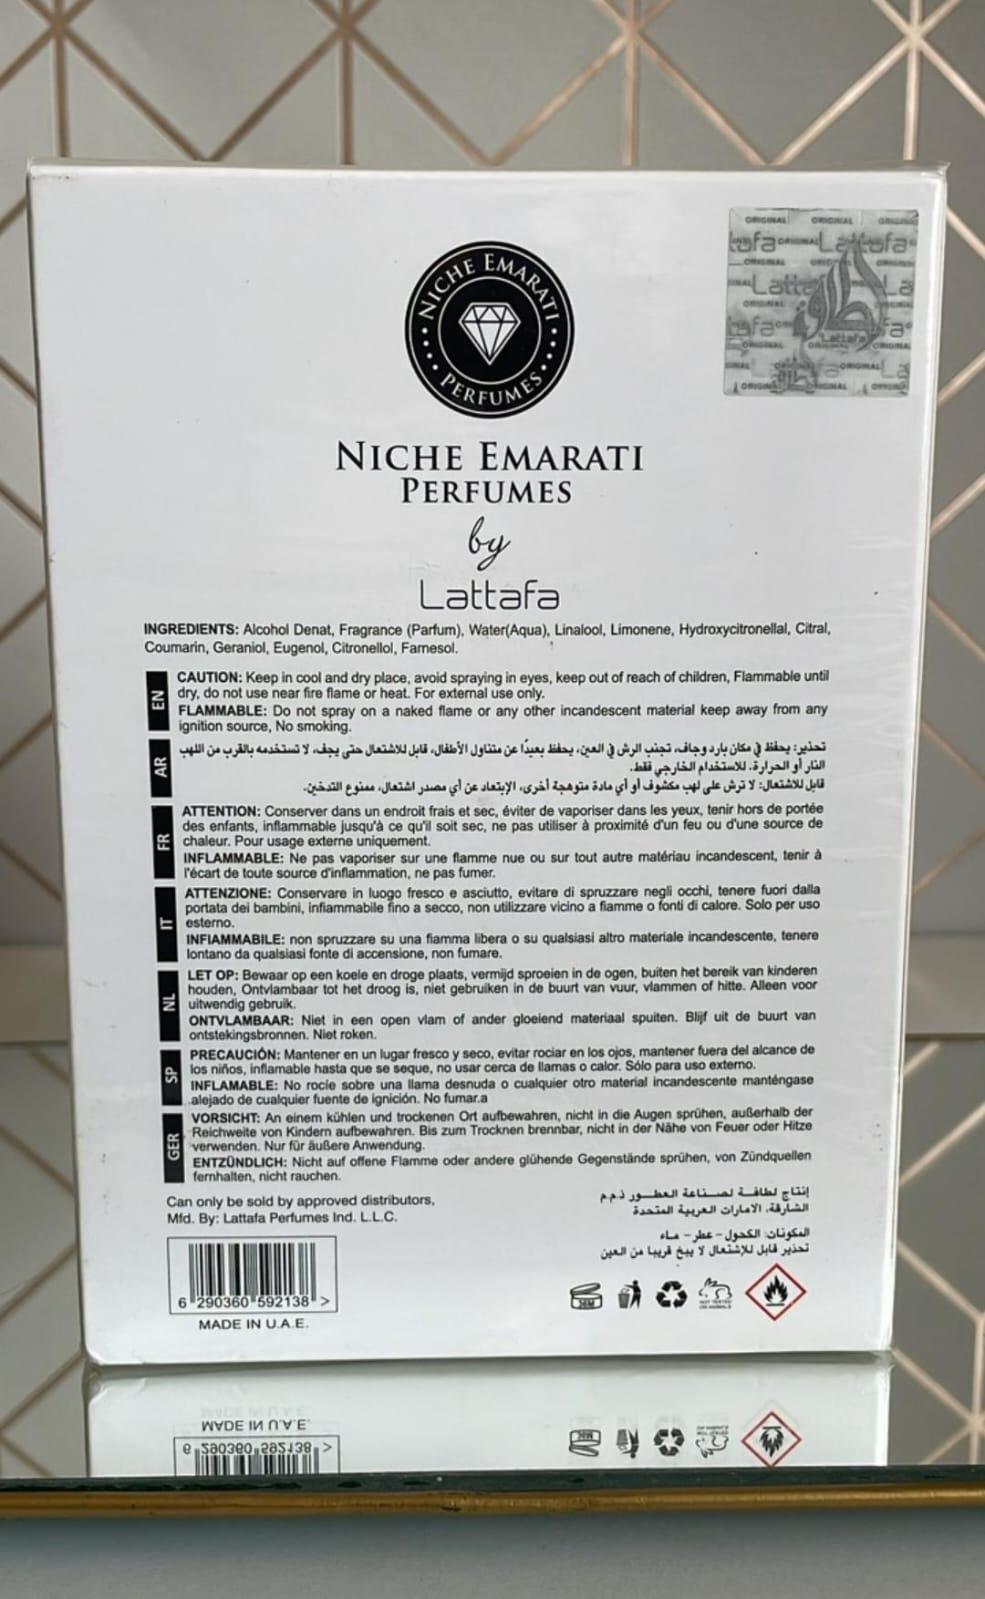 NICHE EMARATI
PERFUMES
ORIGINAL
Lattafa
NICHE EMARATI
PERFUMES
by
Lattafa
INGREDIENTS: Alcohol Denat, Fragrance (Parfum), Water(Aqua), Linalool, Limonene, Hydroxycitronellal, Citral,
Coumarin, Geraniol, Eugenol, Citronellol, Farnesol.
EN
CAUTION: Keep in cool and dry place, avoid spraying in eyes, keep out of reach of children, Flammable until
dry, do not use near fire flame or heat. For external use only.
FLAMMABLE: Do not spray on a naked flame or any other incandescent material keep away from any
ignition source, No smoking.
AR
تحذير: يحفظ في مكان بارد وجاف، تجنب الرش في العين، يحفظ بعيدًا عن متناول الأطفال، قابل للاشتعال حتى يجف، لا تستخدمه بالقرب من اللهب
النار أو الحرارة. للاستخدام الخارجي فقط.
قابل للاشتعال: لا ترش على لهب مكشوف أو أي مادة متوهجة أخرى، الإبتعاد عن أي مصدر اشتعال، ممنوع التدخين.
FR
ATTENTION: Conserver dans un endroit frais et sec, éviter de vaporiser dans les yeux, tenir hors de portée
des enfants, inflammable jusqu'à ce qu'il soit sec, ne pas utiliser à proximité d'un feu ou d'une source de
chaleur. Pour usage externe uniquement.
INFLAMMABLE: Ne pas vaporiser sur une flamme nue ou sur tout autre matériau incandescent, tenir à
l'écart de toute source d'inflammation, ne pas fumer.
IT
ATTENZIONE: Conservare in luogo fresco e asciutto, evitare di spruzzare negli occhi, tenere fuori dalla
portata dei bambini, infiammabile fino a secco, non utilizzare vicino a fiamme o fonti di calore. Solo per uso
esterno.
INFIAMMABILE: non spruzzare su una fiamma libera o su qualsiasi altro materiale incandescente, tenere
lontano da qualsiasi fonte di accensione, non fumare.
NL
LET OP: Bewaar op een koele en droge plaats, vermijd sproeien in de ogen, buiten het bereik van kinderen
houden, Ontvlambaar tot het droog is, niet gebruiken in de buurt van vuur, vlammen of hitte. Alleen voor
uitwendig gebruik.
ONTVLAMBAAR: Niet in een open vlam of ander gloeiend materiaal spuiten. Blijf uit de buurt van
ontstekingsbronnen. Niet roken.
SP
PRECAUCIÓN: Mantener en un lugar fresco y seco, evitar rociar en los ojos, mantener fuera del alcance de
los niños, inflamable hasta que se seque, no usar cerca de llamas o calor. Sólo para uso externo.
INFLAMABLE: No rocíe sobre una llama desnuda o cualquier otro material incandescente manténgase
alejado de cualquier fuente de ignición. No fumar.a
GER
VORSICHT: An einem kühlen und trockenen Ort aufbewahren, nicht in die Augen sprühen, außerhalb der
Reichweite von Kindern aufbewahren. Bis zum Trocknen brennbar, nicht in der Nähe von Feuer oder Hitze
verwenden. Nur für äußere Anwendung.
ENTZÜNDLICH: Nicht auf offene Flamme oder andere glühende Gegenstände sprühen, von Zündquellen
fernhalten, nicht rauchen.
Can only be sold by approved distributors,
Mfd. By: Lattafa Perfumes Ind. L.L.C.
إنتاج لطافة لصناعة العطور ذ.م.م
الشارقة، الامارات العربية المتحدة
المكونات: الكحول - عطر - ماء
تحذير قابل للإشتعال لا يبخ قريبا من العين
6 290360 592138 >
MADE IN U.A.E.
36M
NOT TESTED
ON ANIMALS